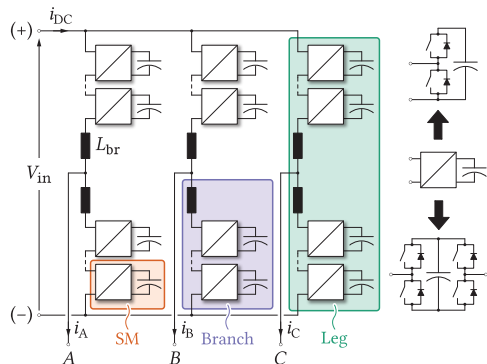 (+)
i_DC
L_br
V_in
(−)
i_A
i_B
i_C
A
SM
B
Branch
C
Leg